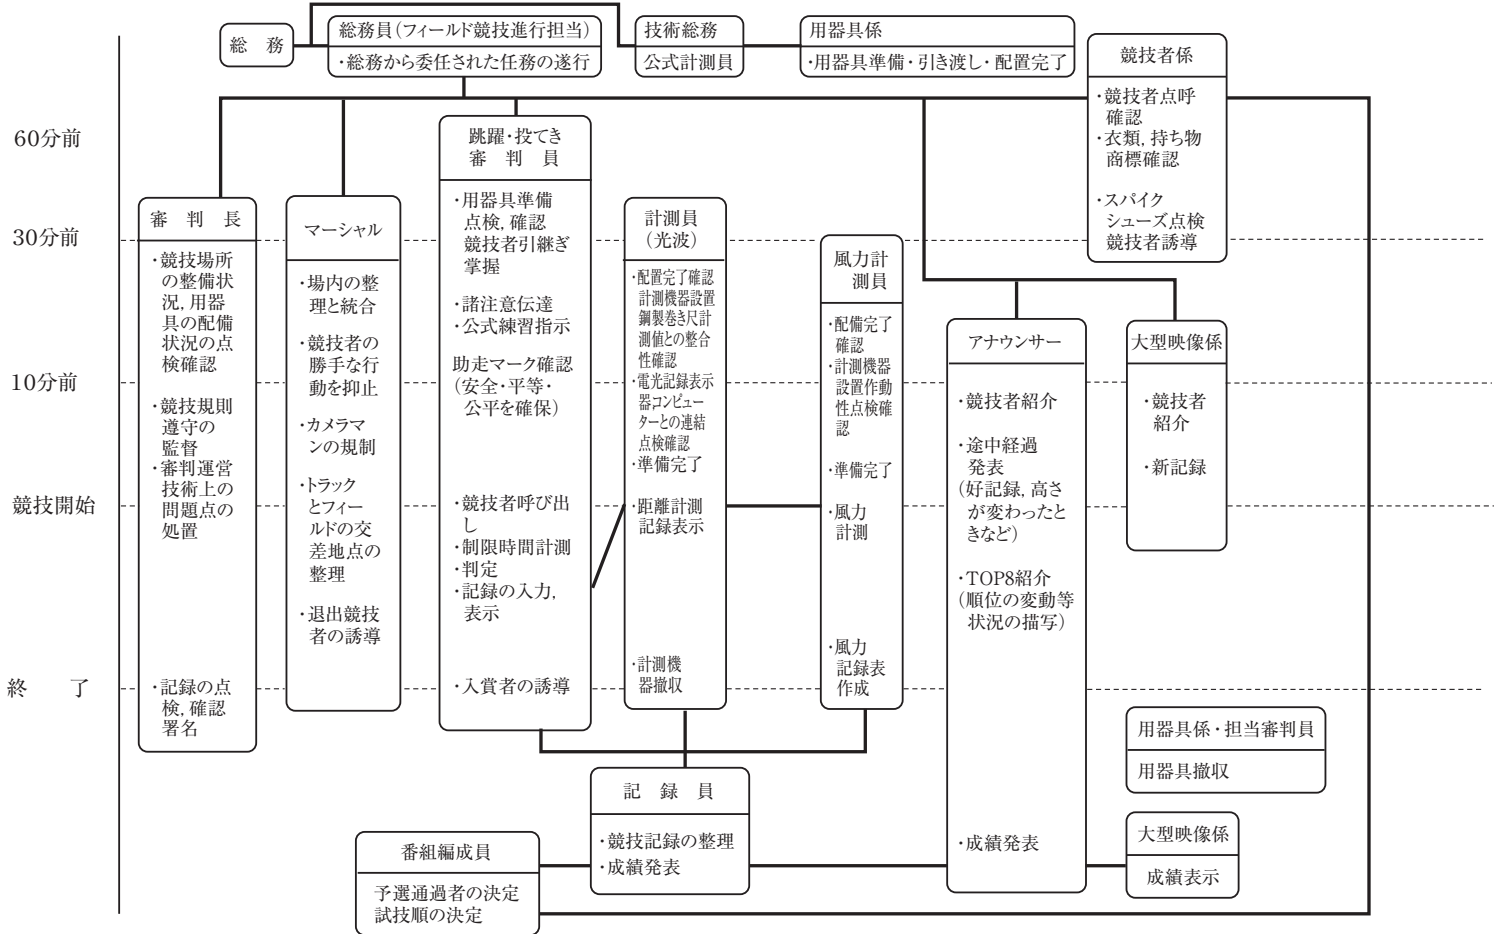 総　務
総務員（フィールド競技進行担当）
・総務から委任された任務の遂行
技術総務
公式計測員
用器具係
・用器具準備・引き渡し・配置完了
競技者係
・競技者点呼
確認
・衣類，持ち物
商標確認
・スパイク
シューズ点検
競技者誘導
60分前
30分前
10分前
競技開始
終　　了
審　判　長
・競技場所
の整備状
況，用器
具の配備
状況の点
検確認
・競技規則
遵守の
監督
・審判運営
技術上の
問題点の
処置
・記録の点
検，確認
署名
マーシャル
・場内の整
理と統合
・競技者の
勝手な行
動を抑止
・カメラマ
ンの規制
・トラック
とフィー
ルドの交
差地点の
整理
・退出競技
者の誘導
跳躍・投てき
審　判　員
・用器具準備
点検，確認
競技者引継ぎ
掌握
・諸注意伝達
・公式練習指示
助走マーク確認
（安全・平等・
公平を確保）
・競技者呼び出
し
・制限時間計測
・判定
・記録の入力，
表示
・入賞者の誘導
計測員
（光波）
・配置完了確認
計測機器設置
鋼製巻き尺計
測値との整合
性確認
・電光記録表示
器コンピュー
ターとの連結
点検確認
・準備完了
・距離計測
記録表示
・計測機
器撤収
風力計
測員
・配備完了
確認
・計測機器
設置作動
性点検確
認
・準備完了
・風力
計測
・風力
記録表
作成
アナウンサー
・競技者紹介
・途中経過
発表
（好記録，高さ
が変わったと
きなど）
・TOP8紹介
（順位の変動等
状況の描写）
・成績発表
大型映像係
・競技者
紹介
・新記録
用器具係・担当審判員
用器具撤収
記　録　員
・競技記録の整理
・成績発表
番組編成員
予選通過者の決定
試技順の決定
大型映像係
成績表示